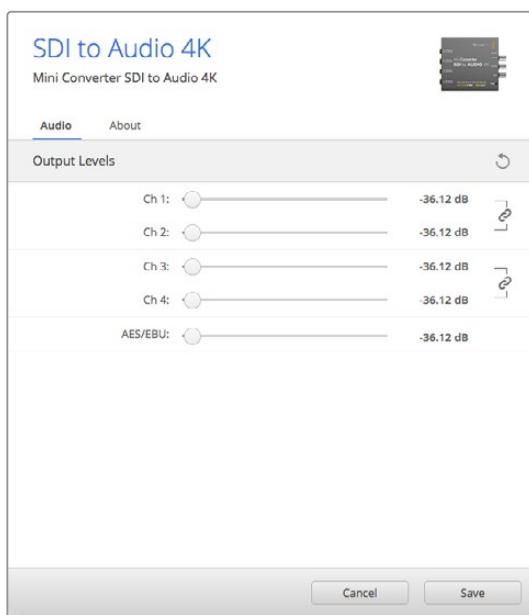 SDI to Audio 4K
Mini Converter SDI to Audio 4K
Audio About
Output Levels
Ch 1: -36.12 dB
Ch 2: -36.12 dB
Ch 3: -36.12 dB
Ch 4: -36.12 dB
AES/EBU: -36.12 dB
Cancel Save